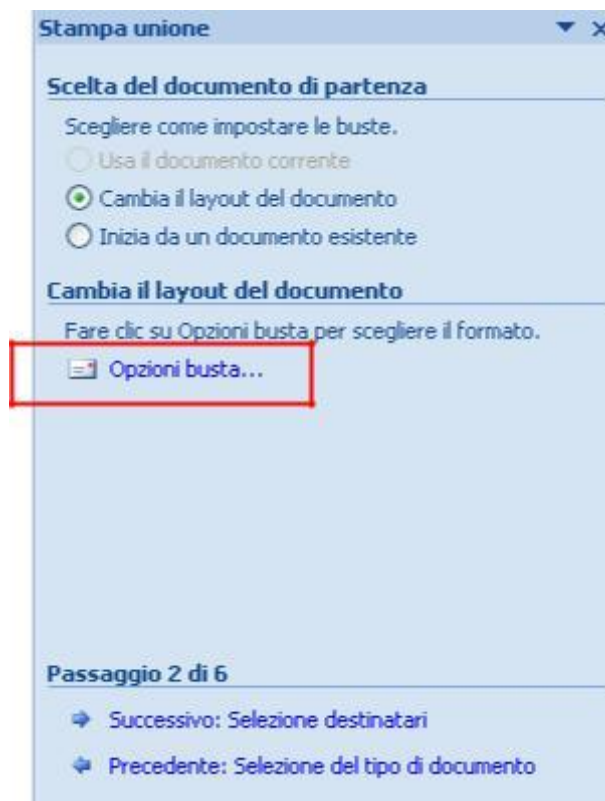 Stampa unione
Scelta del documento di partenza
Scegliere come impostare le buste.
Usa il documento corrente
Cambia il layout del documento
Inizia da un documento esistente
Cambia il layout del documento
Fare clic su Opzioni busta per scegliere il formato.
Opzioni busta...
Passaggio 2 di 6
Successivo: Selezione destinatari
Precedente: Selezione del tipo di documento